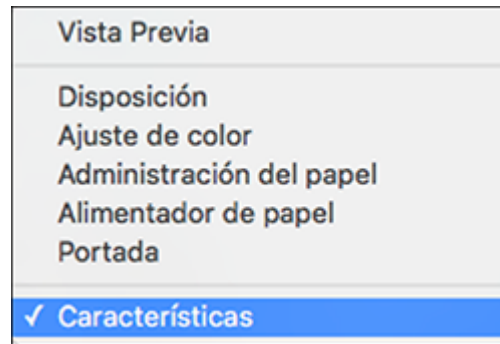 Vista Previa
Disposición
Ajuste de color
Administración del papel
Alimentador de papel
Portada
✓ Características